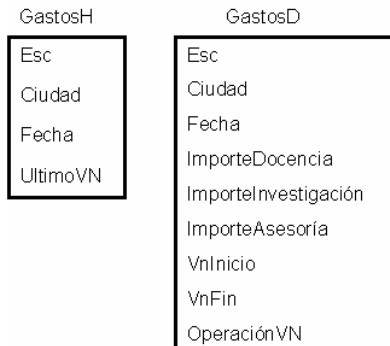 GastosH
Esc
Ciudad
Fecha
UltimoVN
GastosD
Esc
Ciudad
Fecha
ImporteDocencia
ImporteInvestigación
ImporteAsesoría
VnInicio
VnFin
OperaciónVN